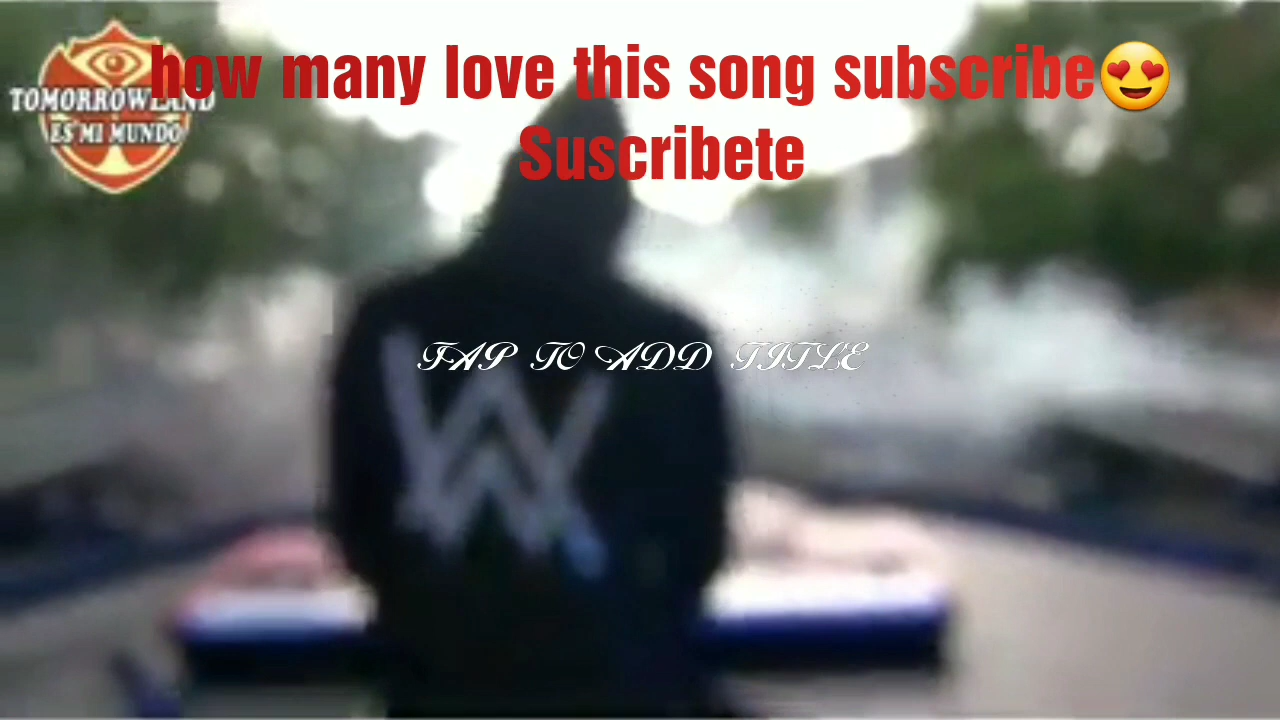 how many love this song subscribe😍
Suscribete
TOMORROWLAND
ES MI MUNDO
TAP TO ADD TITLE